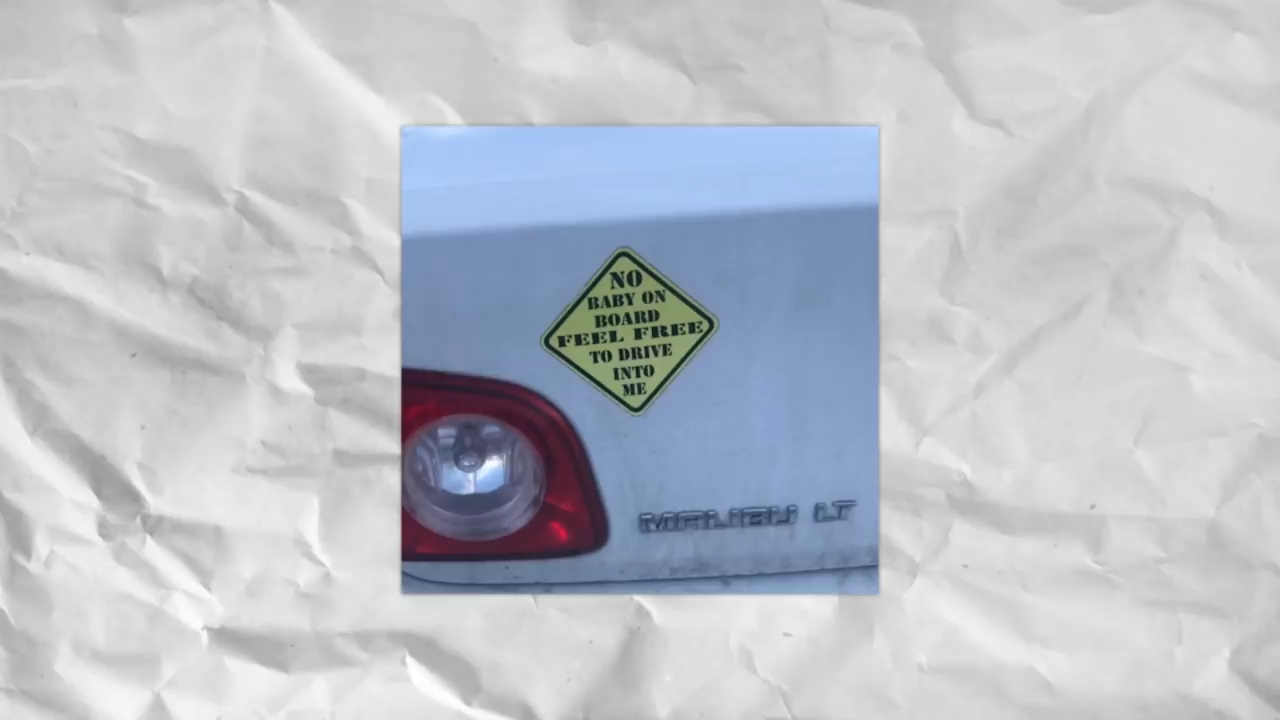 NO
BABY ON
BOARD
FEEL FREE
TO DRIVE
INTO
ME
MALIBU LT